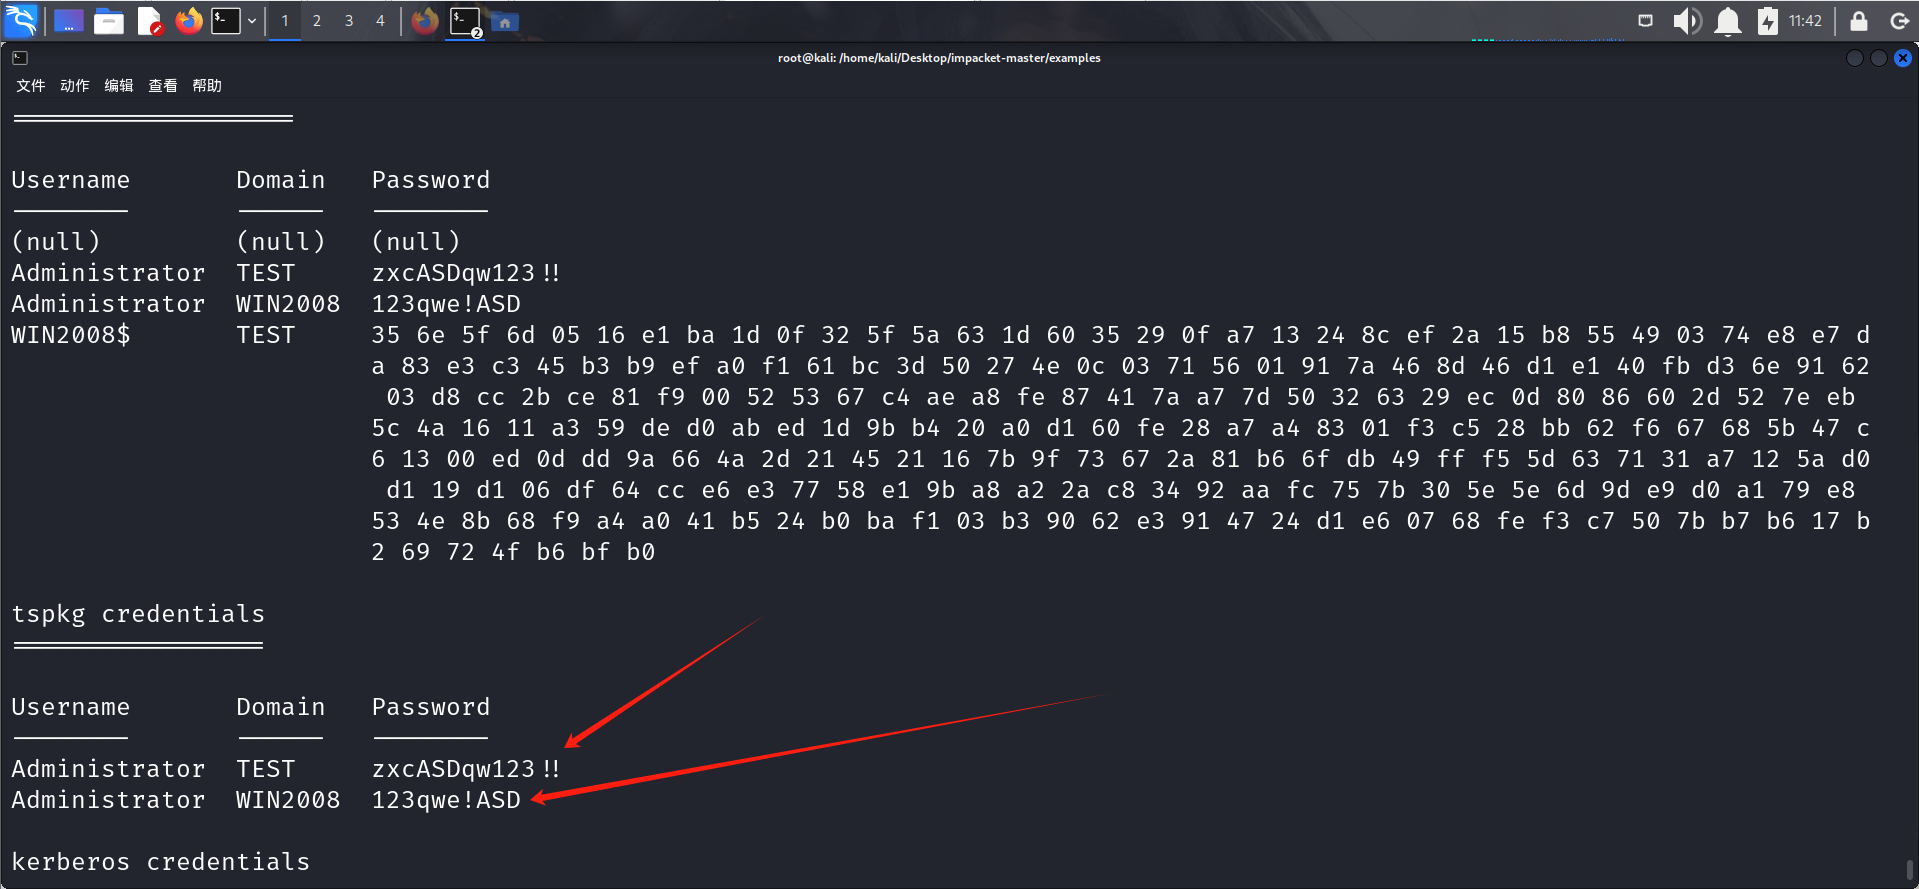 1 2 3 4
2
11:42
root@kali: /home/kali/Desktop/impacket-master/examples
文件 动作 编辑 查看 帮助
Username Domain Password
(null) (null) (null)
Administrator TEST zxcASDqw123!!
Administrator WIN2008 123qwe!ASD
WIN2008$ TEST 35 6e 5f 6d 05 16 e1 ba 1d 0f 32 5f 5a 63 1d 60 35 29 0f a7 13 24 8c ef 2a 15 b8 55 49 03 74 e8 e7 d
a 83 e3 c3 45 b3 b9 ef a0 f1 61 bc 3d 50 27 4e 0c 03 71 56 01 91 7a 46 8d 46 d1 e1 40 fb d3 6e 91 62
03 d8 cc 2b ce 81 f9 00 52 53 67 c4 ae a8 fe 87 41 7a a7 7d 50 32 63 29 ec 0d 80 86 60 2d 52 7e eb
5c 4a 16 11 a3 59 de d0 ab ed 1d 9b b4 20 a0 d1 60 fe 28 a7 a4 83 01 f3 c5 28 bb 62 f6 67 68 5b 47 c
6 13 00 ed 0d dd 9a 66 4a 2d 21 45 21 16 7b 9f 73 67 2a 81 b6 6f db 49 ff f5 5d 63 71 31 a7 12 5a d0
d1 19 d1 06 df 64 cc e6 e3 77 58 e1 9b a8 a2 2a c8 34 92 aa fc 75 7b 30 5e 5e 6d 9d e9 d0 a1 79 e8
53 4e 8b 68 f9 a4 a0 41 b5 24 b0 ba f1 03 b3 90 62 e3 91 47 24 d1 e6 07 68 fe f3 c7 50 7b b7 b6 17 b
2 69 72 4f b6 bf b0
tspkg credentials
Username Domain Password
Administrator TEST zxcASDqw123!!
Administrator WIN2008 123qwe!ASD
kerberos credentials